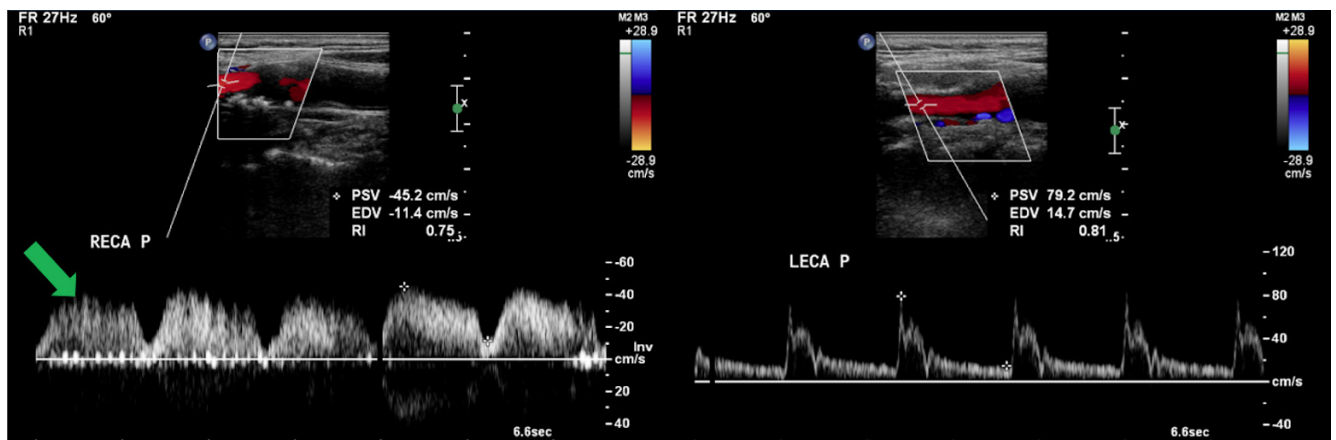 FR 27Hz 60°
R1
M2 M3
+28.9
-28.9
cm/s
P
x
PSV -45.2 cm/s
EDV -11.4 cm/s
RI 0.75
..5-
RECA P
-60
-40
-20
Inv
cm/s
20
40
6.6sec
FR 27Hz 60°
R1
M2 M3
+28.9
-28.9
cm/s
P
x
PSV 79.2 cm/s
EDV 14.7 cm/s
RI 0.81
..5-
LECA P
120
80
40
cm/s
-40
6.6sec